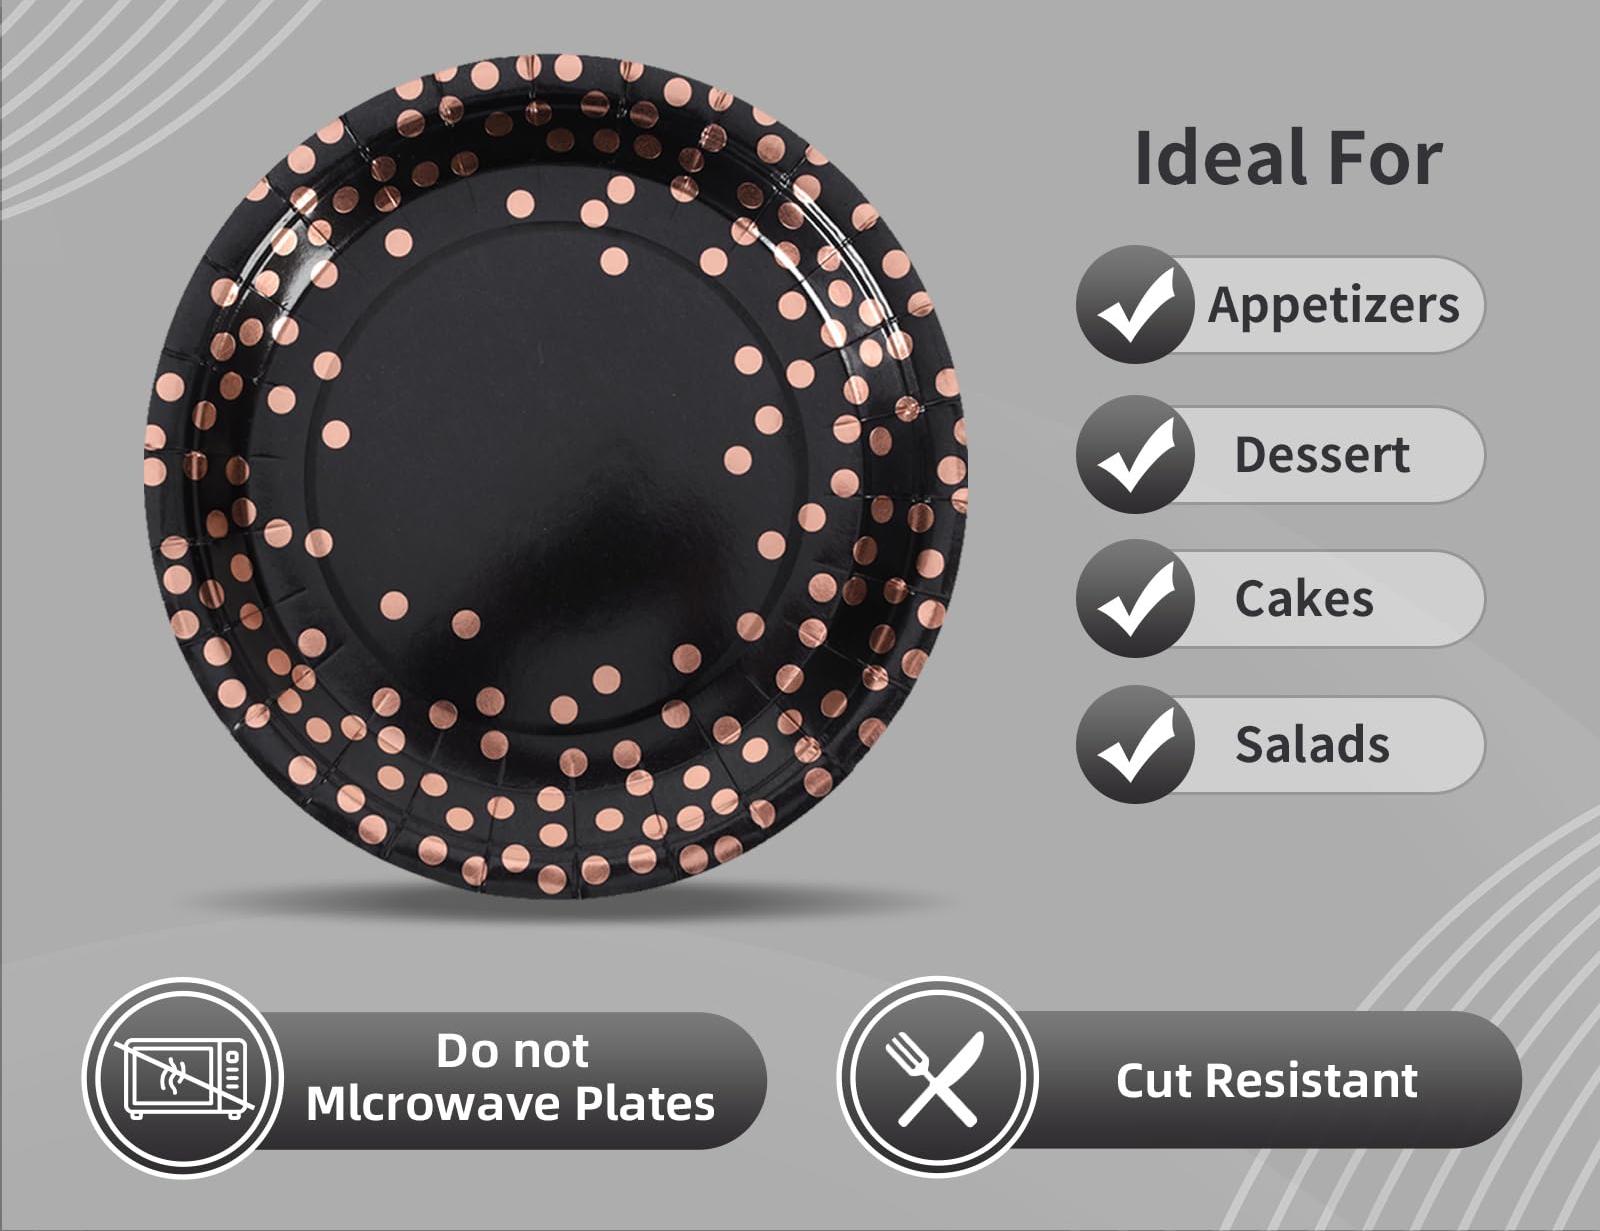 Ideal For
Appetizers
Dessert
Cakes
Salads
Do not
Mlcrowave Plates
Cut Resistant